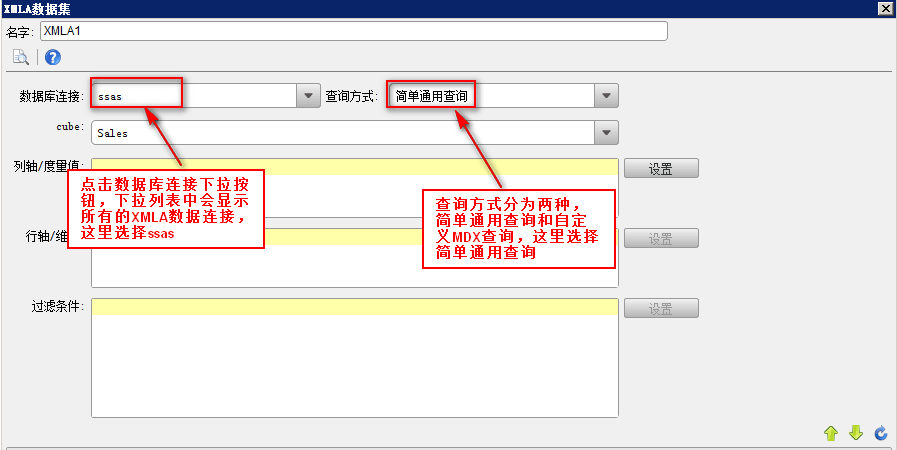 XMLA数据集
名字: XMLA1
数据库连接: ssas 查询方式: 简单通用查询
cube: Sales
列轴/度量值: 设置
点击数据库连接下拉按
钮，下拉列表中会显示
所有的XMLA数据连接，
这里选择ssas
查询方式分为两种，
简单通用查询和自定
义MDX查询，这里选择
简单通用查询
行轴/维 设置
过滤条件: 设置